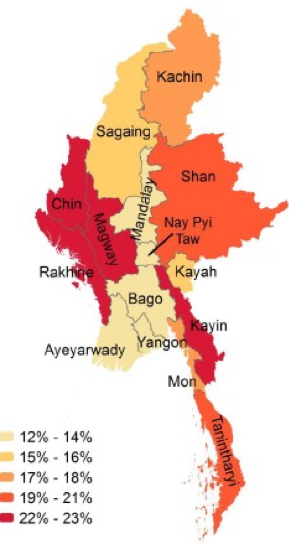 Kachin
Sagaing
Mandalay
Shan
Chin
Magway
Nay Pyi
Taw
Rakhine
Kayah
Bago
Kayin
Ayeyarwady
Yangon
Mon
Tanintharyi
12% - 14%
15% - 16%
17% - 18%
19% - 21%
22% - 23%